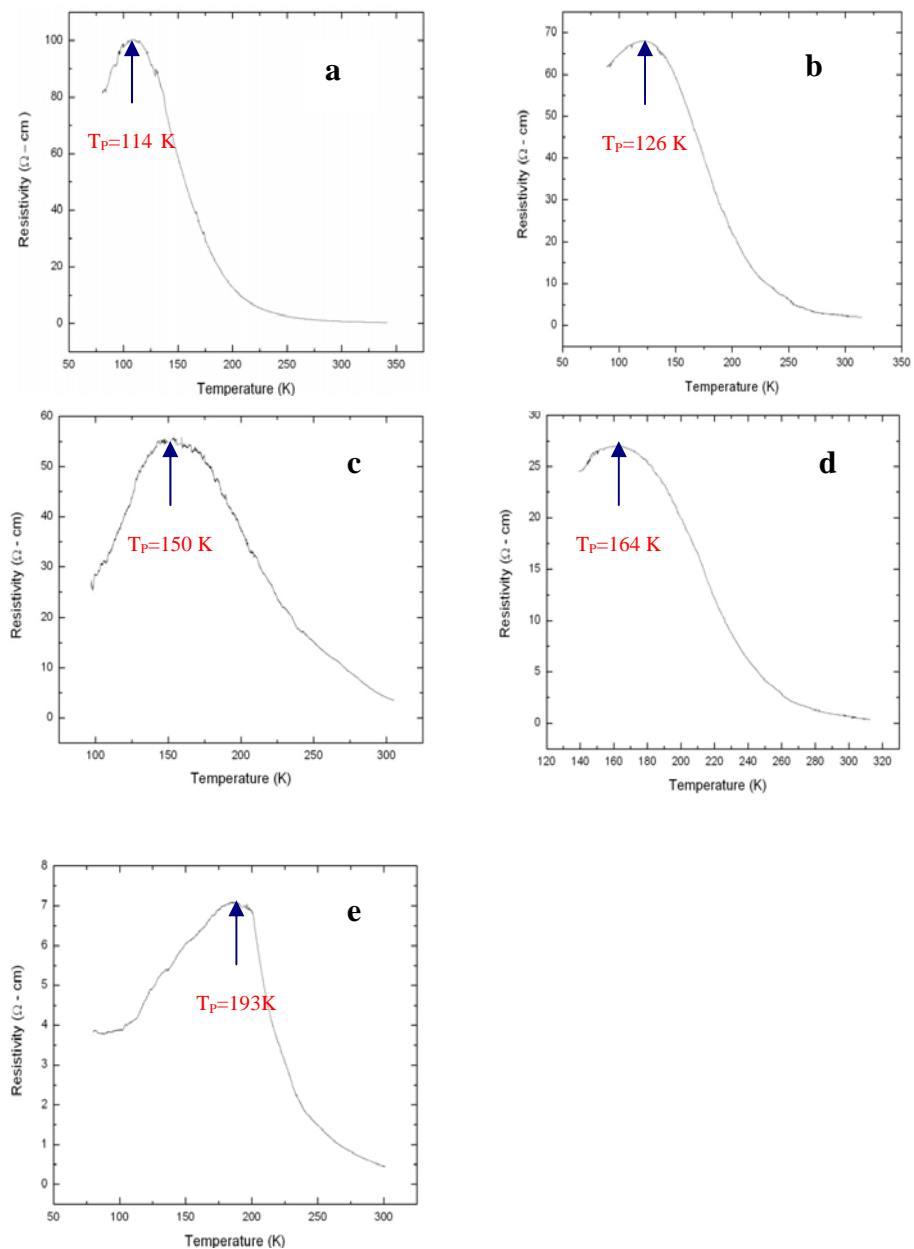 a
100
80
60
40
20
0
Resistivity (Ω – cm)
T_P=114 K
50 100 150 200 250 300 350
Temperature (K)
b
70
60
50
40
30
20
10
0
Resistivity (Ω - cm)
T_P=126 K
50 100 150 200 250 300 350
Temperature (K)
c
60
50
40
30
20
10
0
Resistivity (Ω - cm)
T_P=150 K
100 150 200 250 300
Temperature (K)
d
30
25
20
15
10
5
0
Resistivity (Ω - cm)
T_P=164 K
120 140 160 180 200 220 240 260 280 300 320
Temperature (K)
e
8
7
6
5
4
3
2
1
0
Resistivity (Ω - cm)
T_P=193K
50 100 150 200 250 300
Temperature (K)